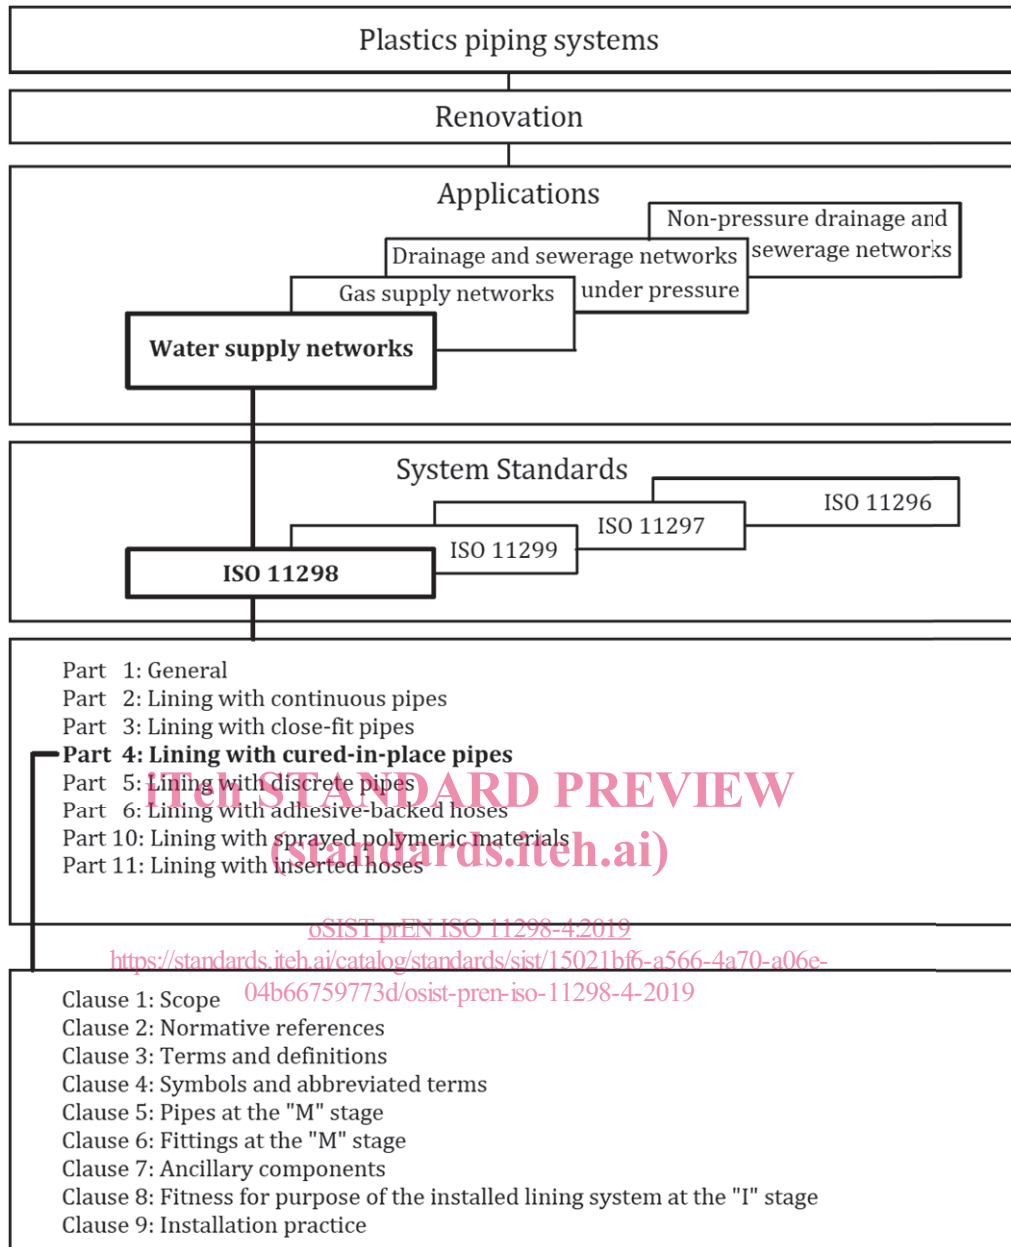 Plastics piping systems
Renovation
Applications
Non-pressure drainage and
sewerage networks
Drainage and sewerage networks
under pressure
Gas supply networks
Water supply networks
System Standards
ISO 11296
ISO 11297
ISO 11299
ISO 11298
Part 1: General
Part 2: Lining with continuous pipes
Part 3: Lining with close-fit pipes
Part 4: Lining with cured-in-place pipes
Part 5: Lining with discrete pipes
iTeh STANDARD PREVIEW
Part 6: Lining with adhesive-backed hoses
Part 10: Lining with sprayed polymeric materials
(standards.iteh.ai)
Part 11: Lining with inserted hoses
oSIST prEN ISO 11298-4:2019
https://standards.iteh.ai/catalog/standards/sist/15021bf6-a566-4a70-a06e-
04b66759773d/osist-pren-iso-11298-4-2019
Clause 1: Scope
Clause 2: Normative references
Clause 3: Terms and definitions
Clause 4: Symbols and abbreviated terms
Clause 5: Pipes at the "M" stage
Clause 6: Fittings at the "M" stage
Clause 7: Ancillary components
Clause 8: Fitness for purpose of the installed lining system at the "I" stage
Clause 9: Installation practice